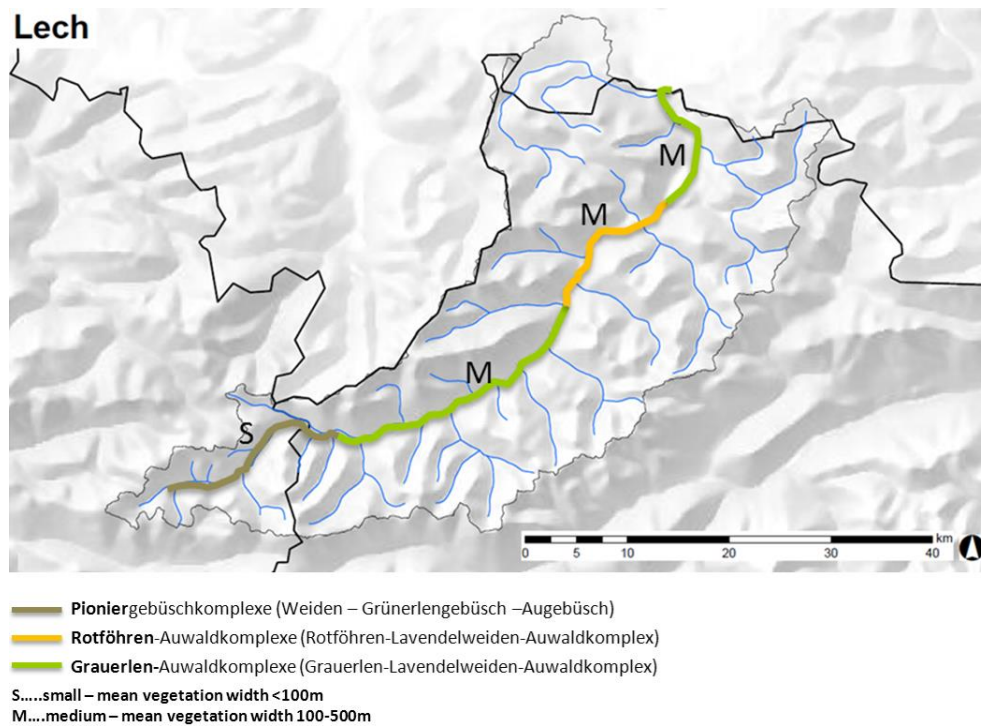 Lech
M
M
M
S
km
0 5 10 20 30 40
Pioniergebüschkomplexe (Weiden – Grünerlengebüsch –Augebüsch)
Rotföhren-Auwaldkomplexe (Rotföhren-Lavendelweiden-Auwaldkomplex)
Grauerlen-Auwaldkomplexe (Grauerlen-Lavendelweiden-Auwaldkomplex)
S.....small – mean vegetation width <100m
M....medium – mean vegetation width 100-500m